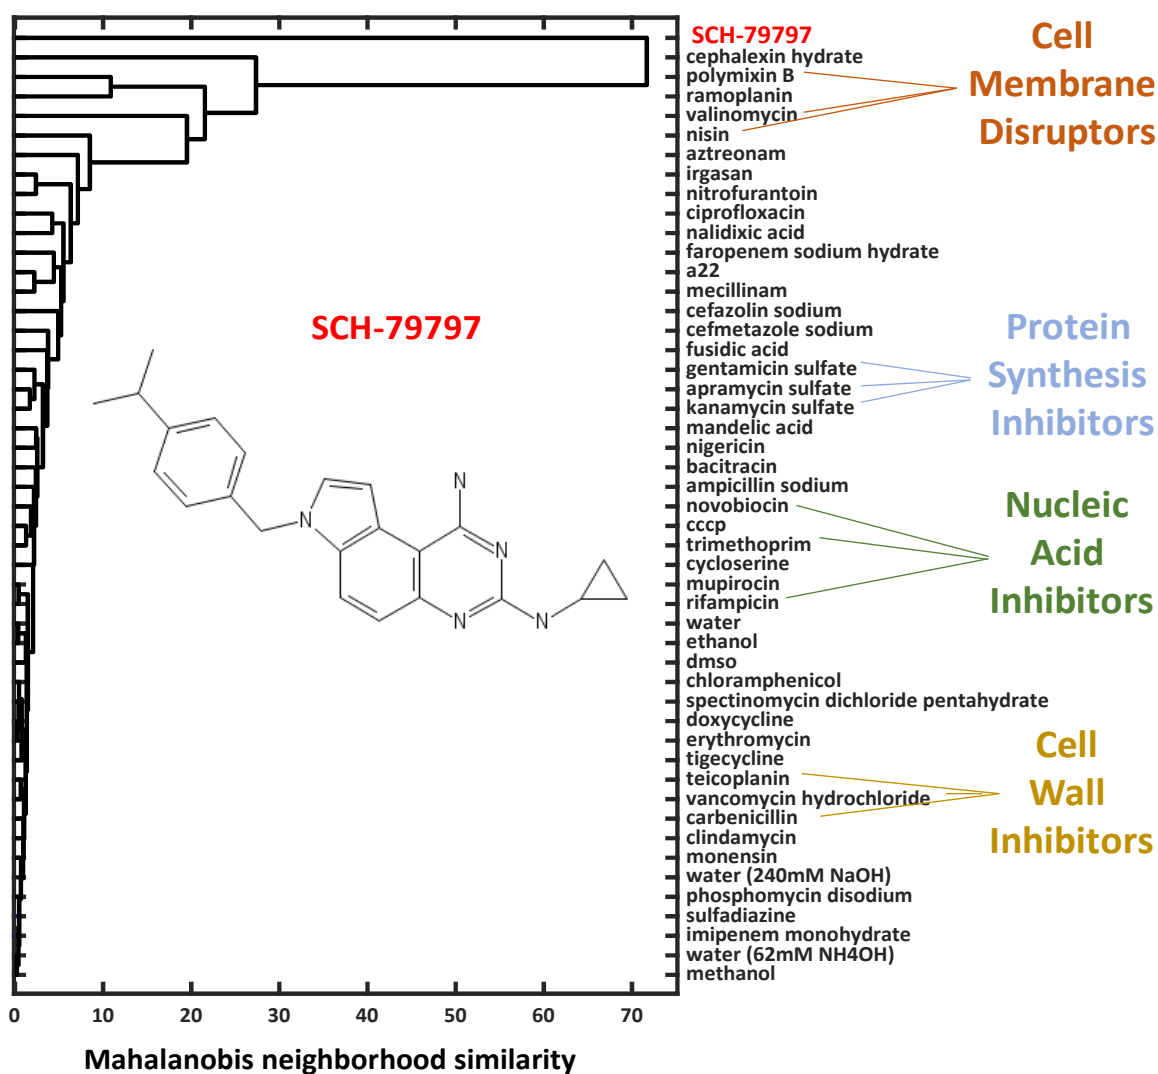 SCH-79797
cephalexin hydrate
polymixin B
ramoplanin
valinomycin
nisin
aztreonam
irgasan
nitrofurantoin
ciprofloxacin
nalidixic acid
faropenem sodium hydrate
a22
mecillinam
cefazolin sodium
cefmetazole sodium
fusidic acid
gentamicin sulfate
apramycin sulfate
kanamycin sulfate
mandelic acid
nigericin
bacitracin
ampicillin sodium
novobiocin
cccp
trimethoprim
cycloserine
mupirocin
rifampicin
water
ethanol
dmso
chloramphenicol
spectinomycin dichloride pentahydrate
doxycycline
erythromycin
tigecycline
teicoplanin
vancomycin hydrochloride
carbenicillin
clindamycin
monensin
water (240mM NaOH)
phosphomycin disodium
sulfadiazine
imipenem monohydrate
water (62mM NH4OH)
methanol
Cell
Membrane
Disruptors
Protein
Synthesis
Inhibitors
Nucleic
Acid
Inhibitors
Cell
Wall
Inhibitors
SCH-79797
N
N
N
N
N
0 10 20 30 40 50 60 70
Mahalanobis neighborhood similarity